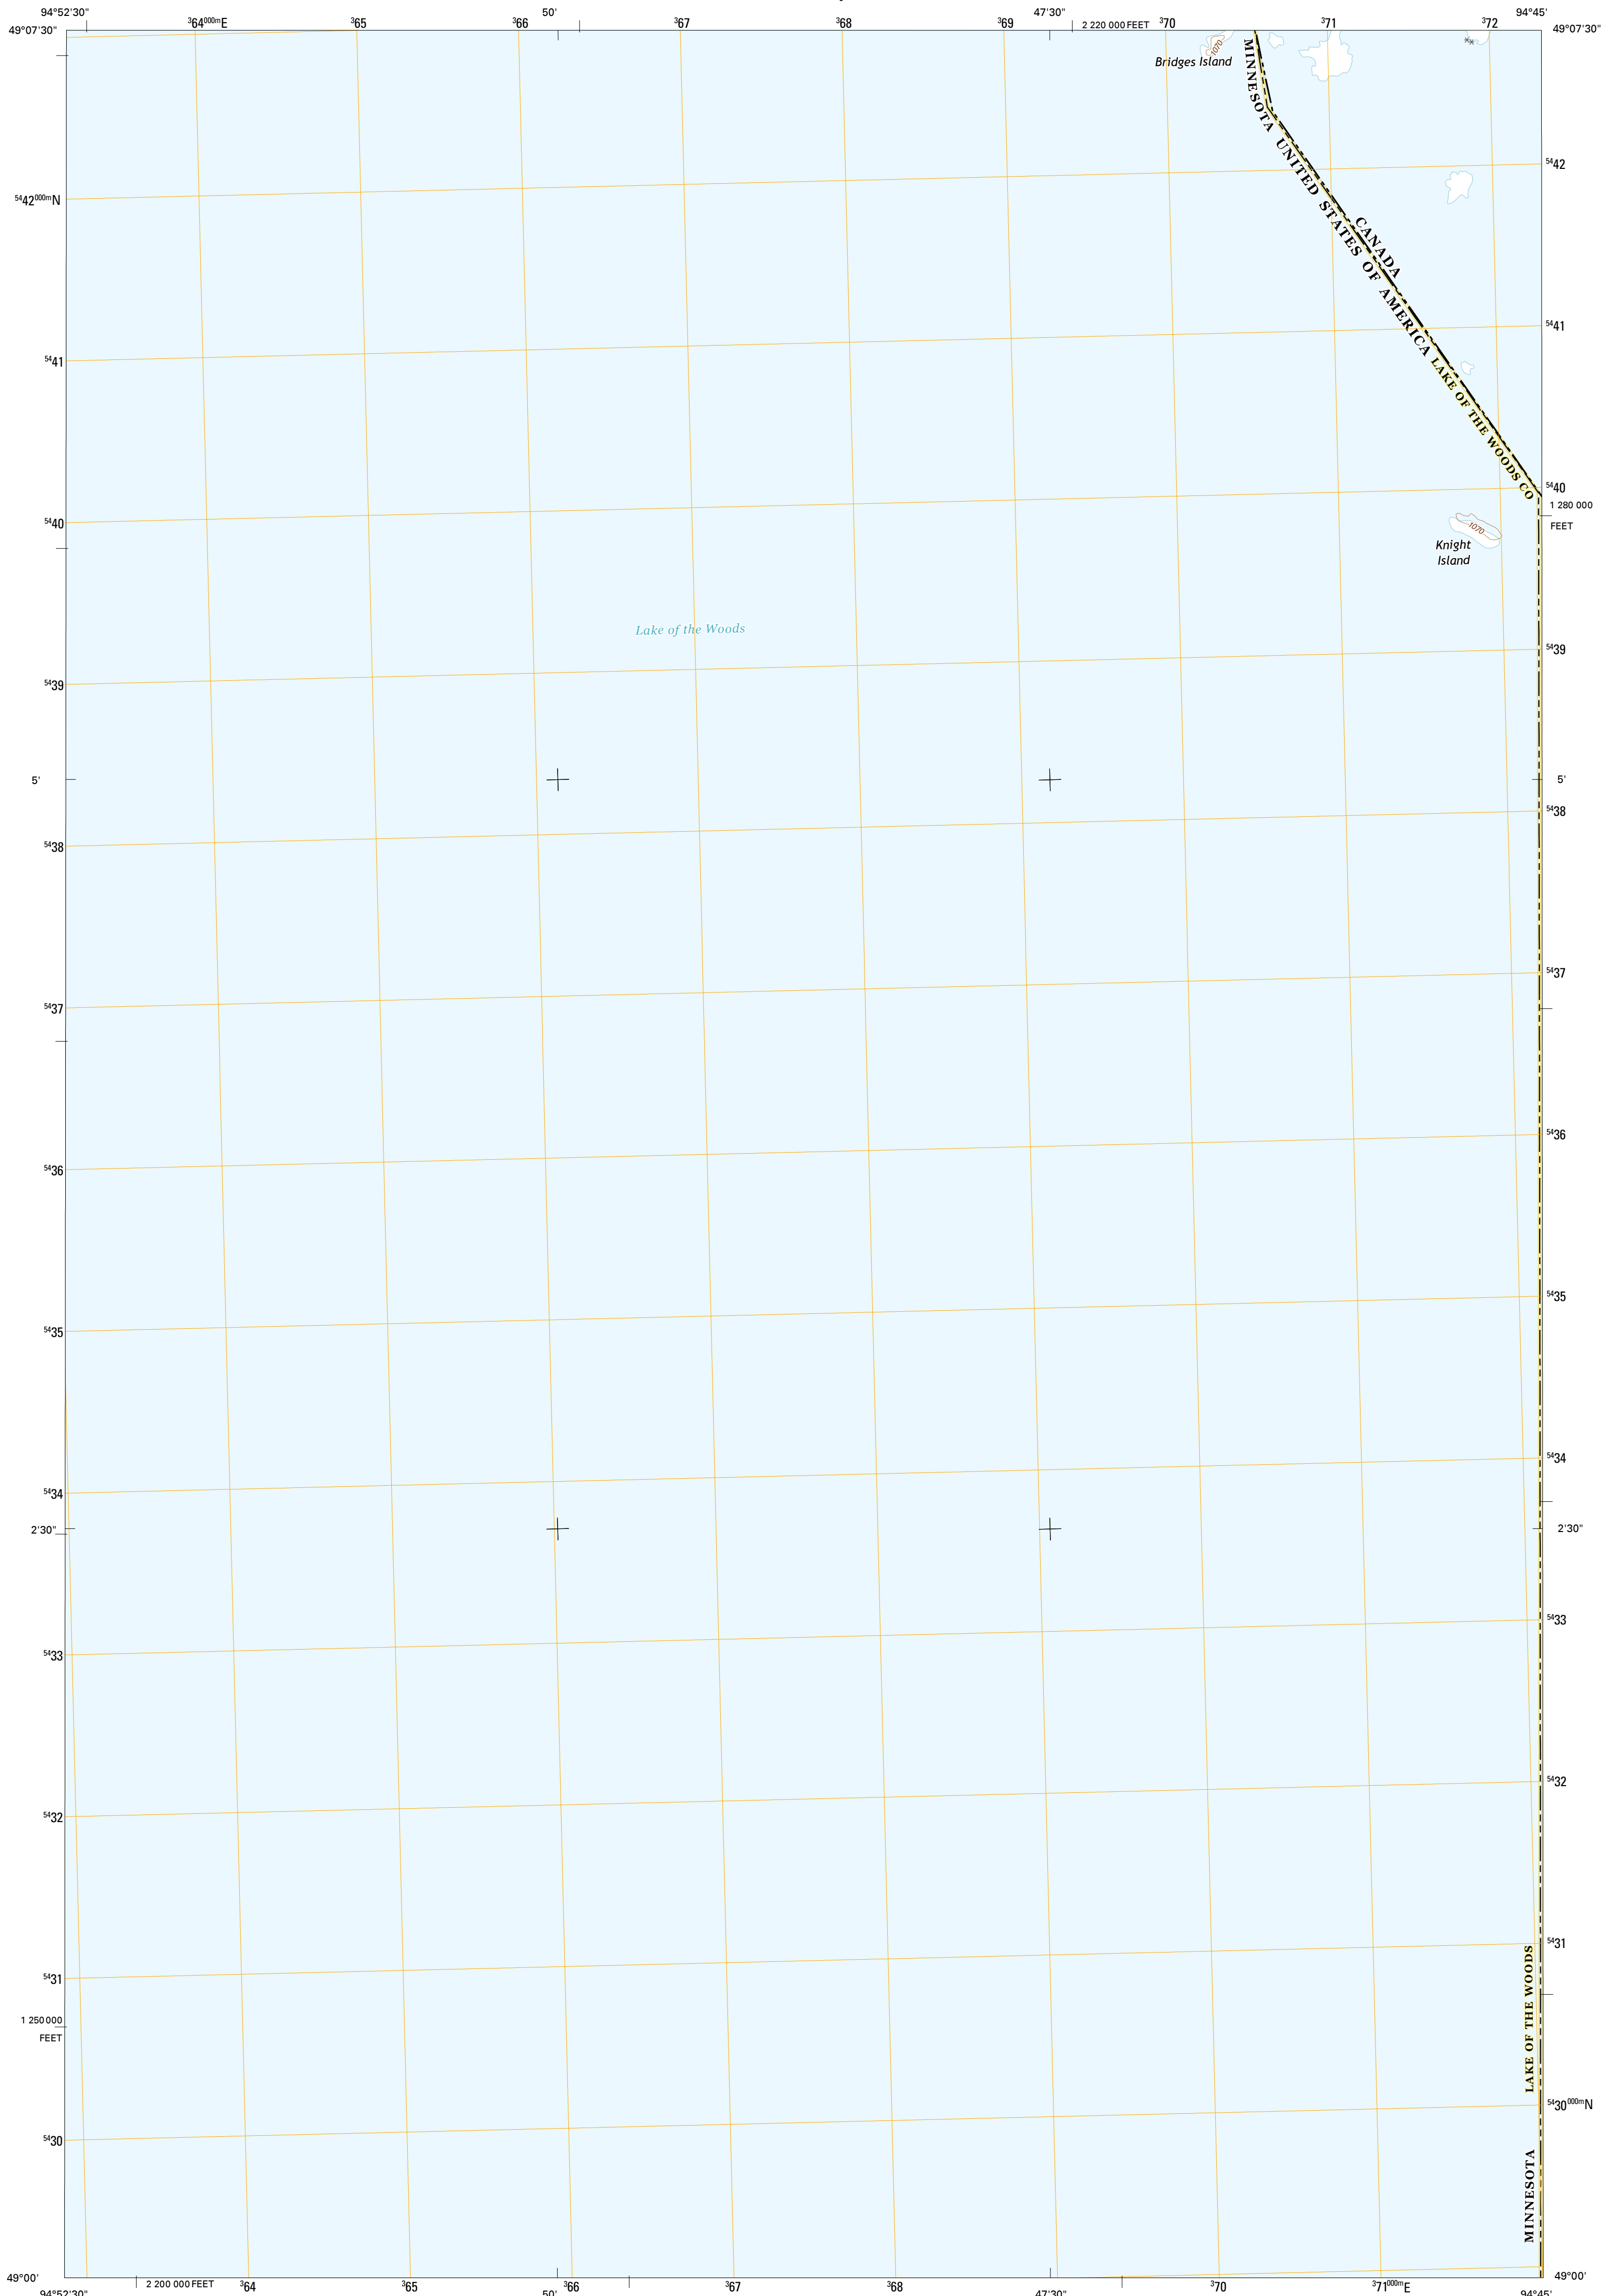 94°52'30"
³64⁰⁰⁰ᵐE
³65
³66
50'
³67
³68
³69
47'30"
2 220 000 FEET
³70
³71
³72
94°45'
49°07'30"
49°07'30"
1070
Bridges Island
MINNESOTA
UNITED STATES OF AMERICA
CANADA
LAKE OF THE WOODS CO
⁵⁴42
⁵⁴42⁰⁰⁰ᵐN
⁵⁴41
⁵⁴41
⁵⁴40
1 280 000
FEET
⁵⁴40
1070
Knight
Island
Lake of the Woods
⁵⁴39
⁵⁴39
5'
5'
⁵⁴38
⁵⁴38
⁵⁴37
⁵⁴37
⁵⁴36
⁵⁴36
⁵⁴35
⁵⁴35
⁵⁴34
⁵⁴34
2'30"
2'30"
⁵⁴33
⁵⁴33
⁵⁴32
⁵⁴32
⁵⁴31
⁵⁴31
LAKE OF THE WOODS
1 250 000
FEET
⁵⁴30⁰⁰⁰ᵐN
⁵⁴30
MINNESOTA
49°00'
49°00'
94°52'30"
2 200 000 FEET
³64
³65
50'
³66
³67
³68
47'30"
³70
³71⁰⁰⁰ᵐE
94°45'